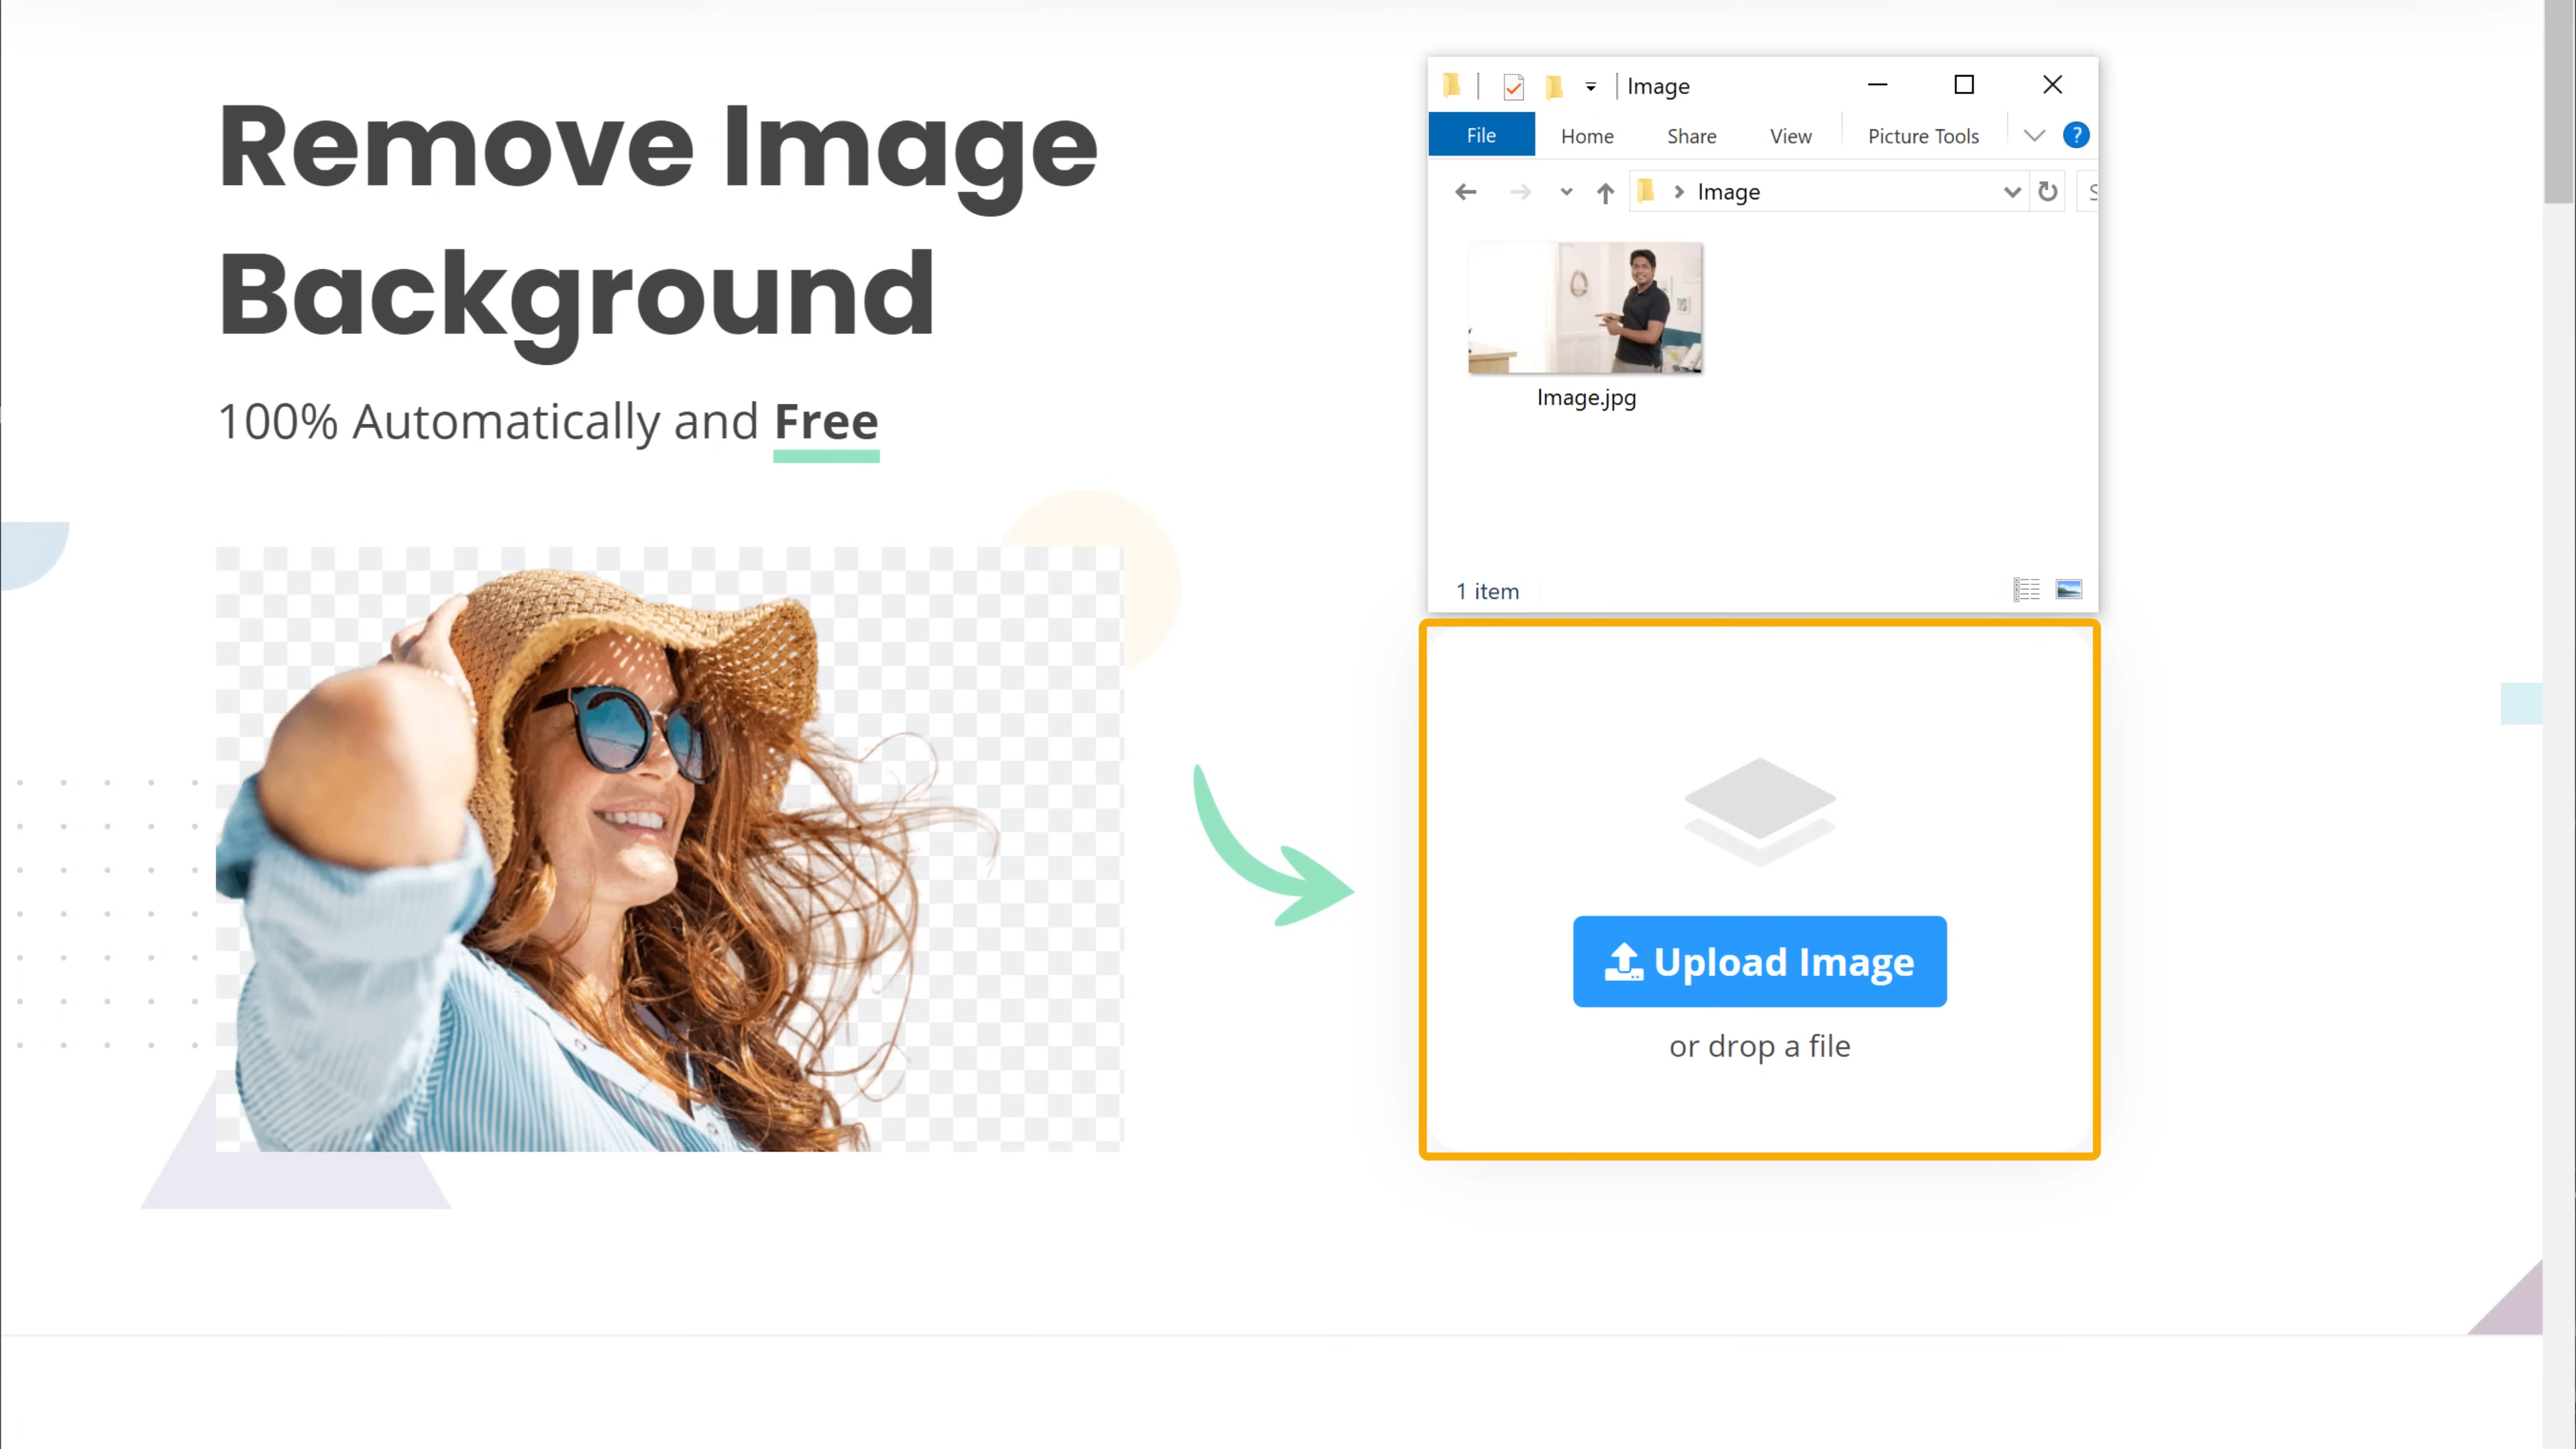 Remove Image
Background
100% Automatically and Free
Image
File Home Share View Picture Tools ?
Image
Image.jpg
1 item
Upload Image
or drop a file